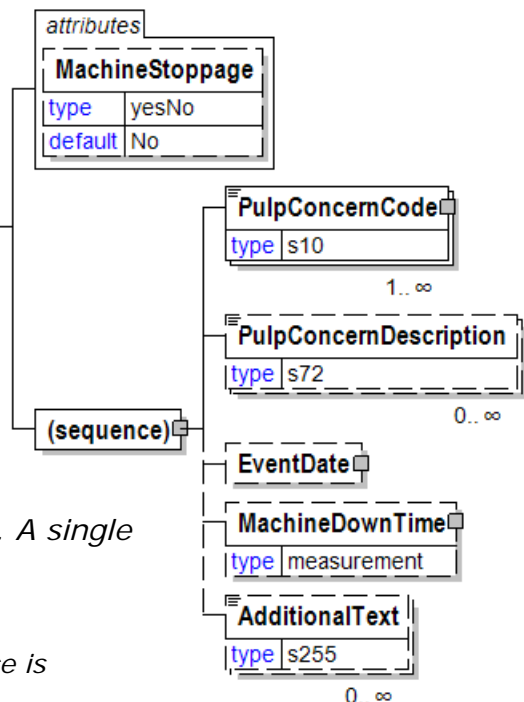 attributes
MachineStoppage
type yesNo
default No
PulpConcernCode
type s10
1.. ∞
PulpConcernDescription
type s72
0.. ∞
(sequence)
EventDate
. A single
MachineDownTime
type measurement
AdditionalText
type s255
e is
0.. ∞